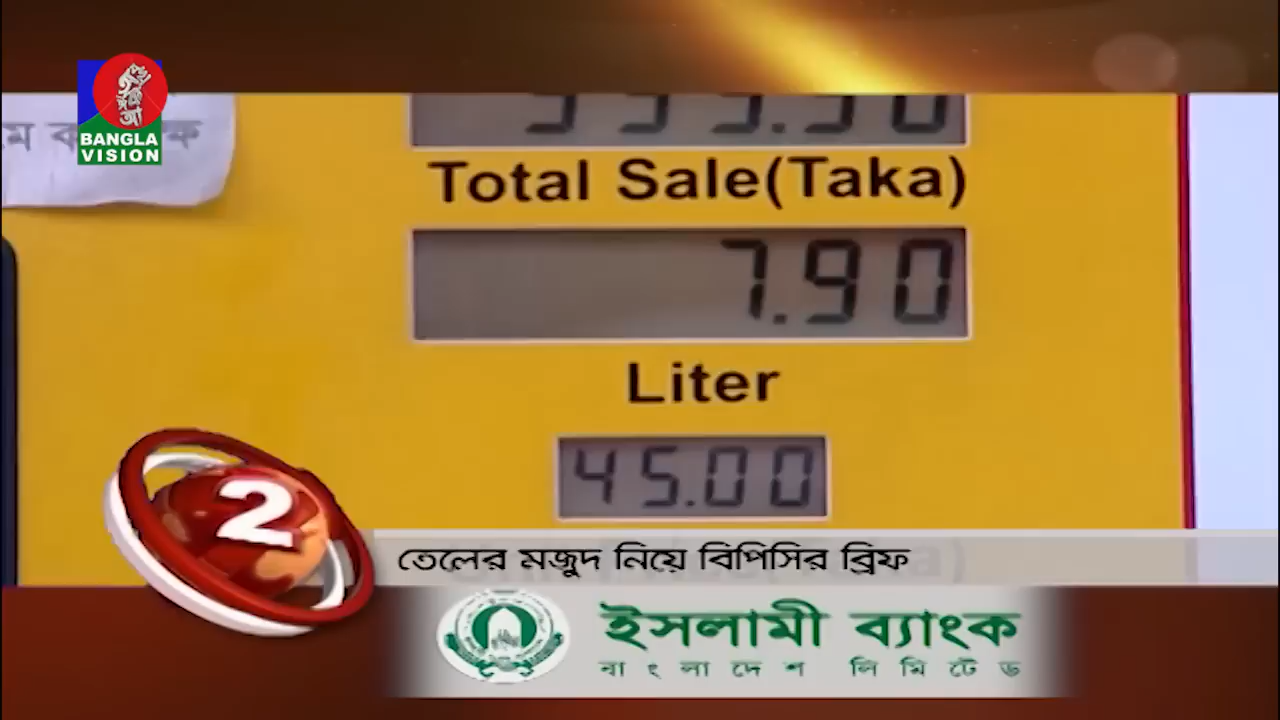 BANGLA
VISION
Total Sale(Taka)
7.90
Liter
45.00
2
তেলের মজুদ নিয়ে বিপিসির ব্রিফ
ইসলামী ব্যাংক
বাংলাদেশ লিমিটেড